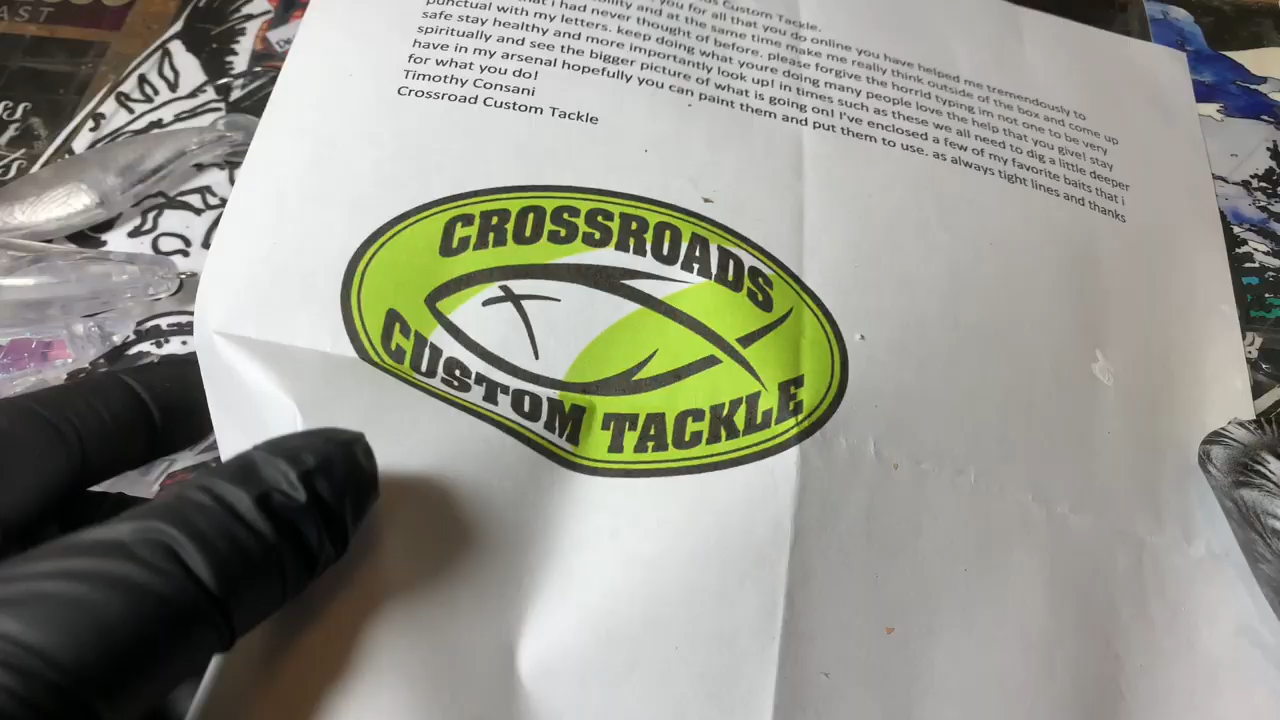 AST
Custom Tackle.
you for all that you do online you have helped me tremendously to
and at the same time make me really think outside of the box and come up
that i had never thought of before. please forgive the horrid typing im not one to be very
punctual with my letters. keep doing what youre doing many people love the help that you give! stay
safe stay healthy and more importantly look up! in times such as these we all need to dig a little deeper
spiritually and see the bigger picture of what is going on! I've enclosed a few of my favorite baits that i
have in my arsenal hopefully you can paint them and put them to use. as always tight lines and thanks
for what you do!
Timothy Consani
Crossroad Custom Tackle
CROSSROADS
CUSTOM TACKLE